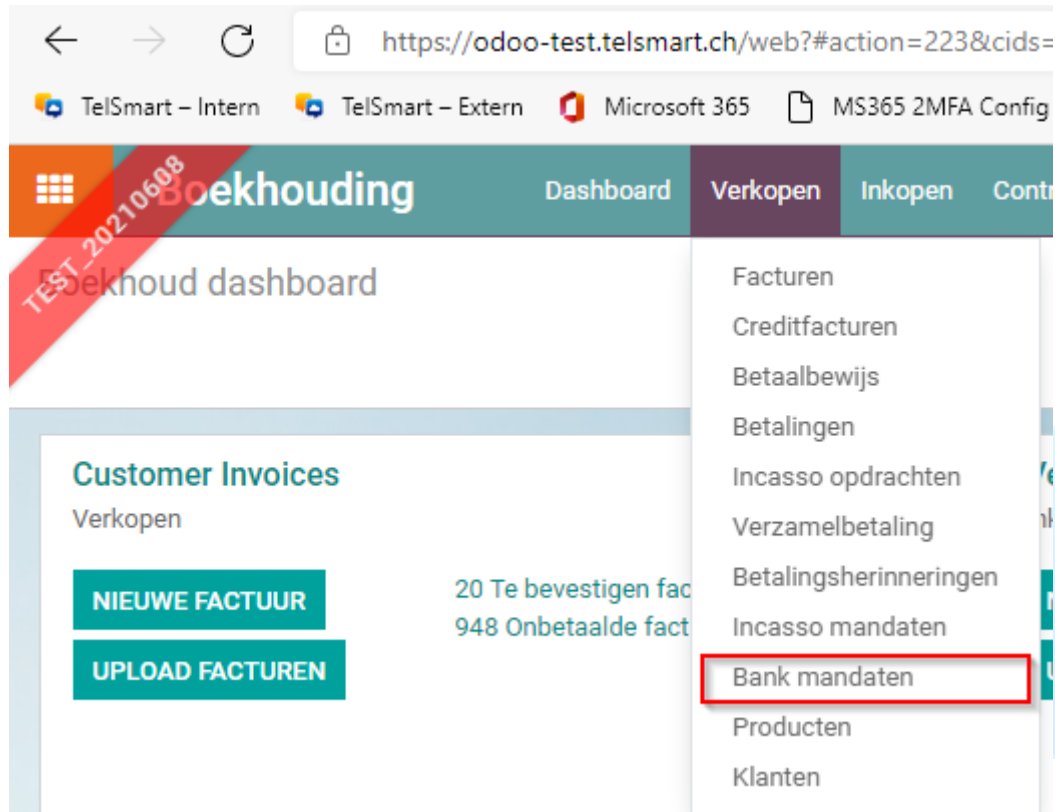 https://odoo-test.telsmart.ch/web?#action=223&cids=
TelSmart – Intern TelSmart – Extern Microsoft 365 MS365 2MFA Config
TEST_20210608
Boekhouding Dashboard Verkopen Inkopen Contr
Boekhoud dashboard
Facturen
Creditfacturen
Betaalbewijs
Betalingen
Incasso opdrachten
Verzamelbetaling
Betalingsherinneringen
Incasso mandaten
Bank mandaten
Producten
Klanten
Customer Invoices
Verkopen
NIEUWE FACTUUR
UPLOAD FACTUREN
20 Te bevestigen fac
948 Onbetaalde fact